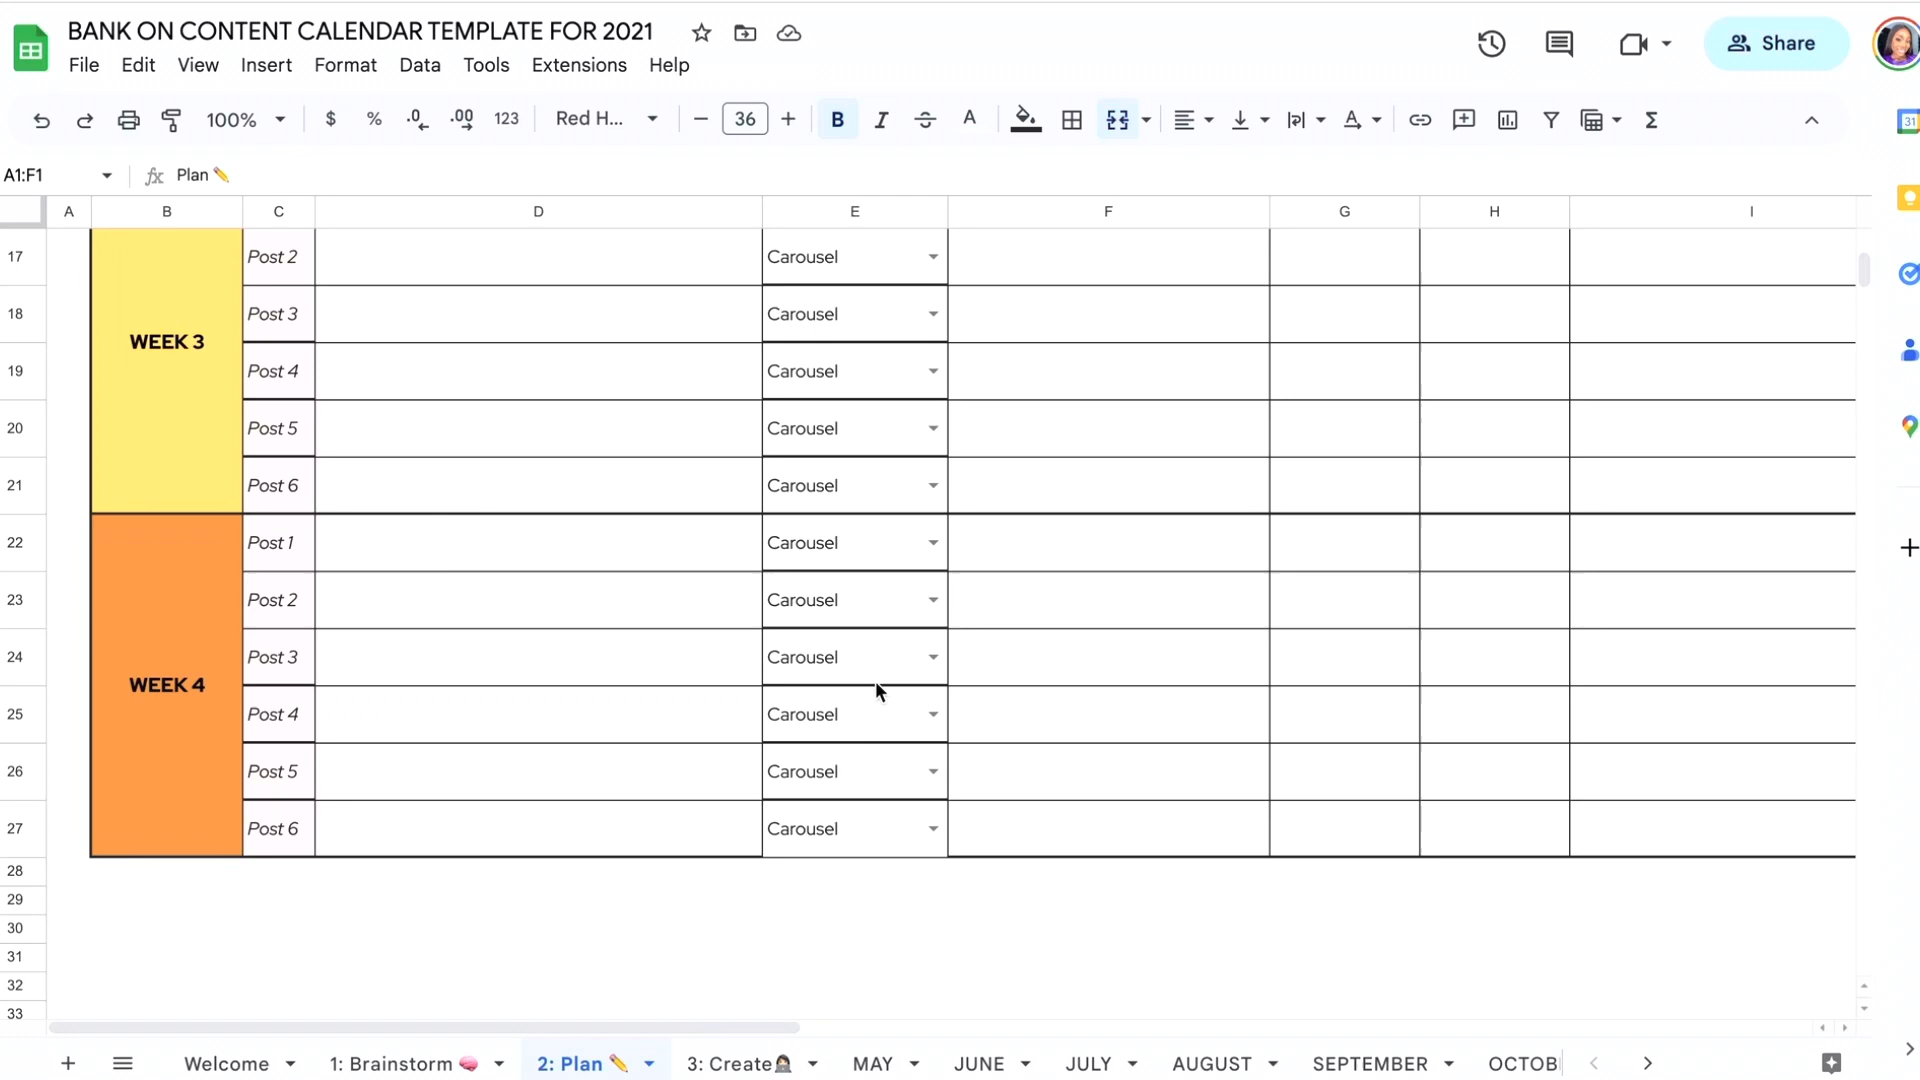 BANK ON CONTENT CALENDAR TEMPLATE FOR 2021
File Edit View Insert Format Data Tools Extensions Help
Share
100% $ % .0 .00 123 Red H... 36 B I S A Σ
31
A1:F1 fx Plan ✏️
A B C D E F G H I
17 Post 2 Carousel
18 Post 3 Carousel
WEEK 3
19 Post 4 Carousel
20 Post 5 Carousel
21 Post 6 Carousel
22 Post 1 Carousel
23 Post 2 Carousel
24 Post 3 Carousel
WEEK 4
25 Post 4 Carousel
26 Post 5 Carousel
27 Post 6 Carousel
28
29
30
31
32
33
Welcome 1: Brainstorm 🧠 2: Plan ✏️ 3: Create👩🏽‍💻 MAY JUNE JULY AUGUST SEPTEMBER OCTOB